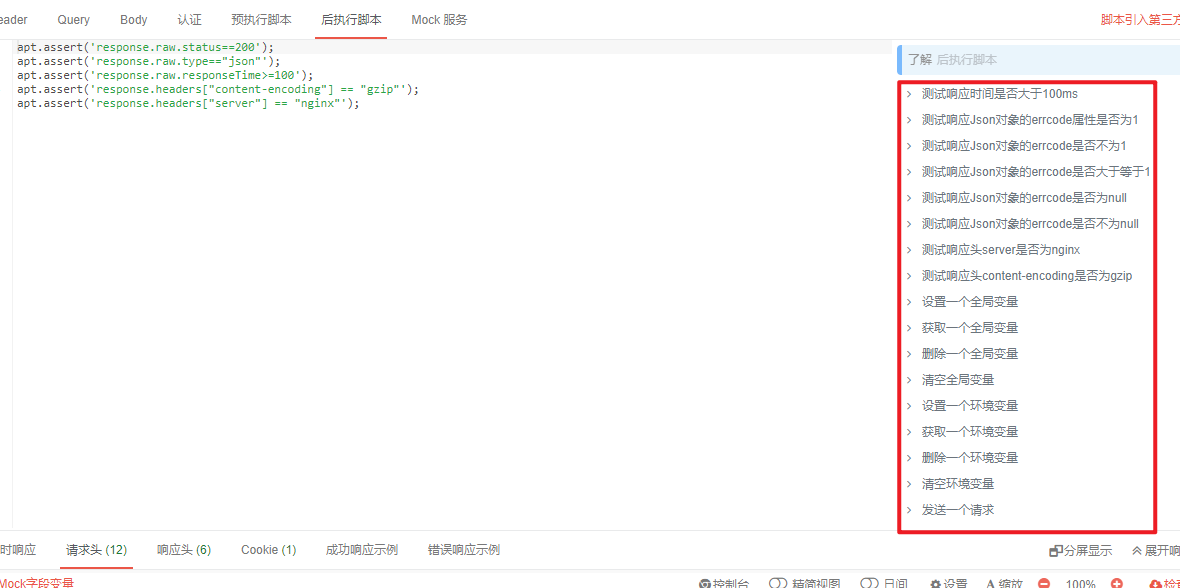 eader Query Body 认证 预执行脚本 后执行脚本 Mock 服务 脚本引入第三方
apt.assert('response.raw.status==200');
apt.assert('response.raw.type=="json"');
apt.assert('response.raw.responseTime>=100');
apt.assert('response.headers["content-encoding"] == "gzip"');
apt.assert('response.headers["server"] == "nginx"');
了解 后执行脚本
测试响应时间是否大于100ms
测试响应Json对象的errcode属性是否为1
测试响应Json对象的errcode是否不为1
测试响应Json对象的errcode是否大于等于1
测试响应Json对象的errcode是否为null
测试响应Json对象的errcode是否不为null
测试响应头server是否为nginx
测试响应头content-encoding是否为gzip
设置一个全局变量
获取一个全局变量
删除一个全局变量
清空全局变量
设置一个环境变量
获取一个环境变量
删除一个环境变量
清空环境变量
发送一个请求
时响应 请求头 (12) 响应头 (6) Cookie (1) 成功响应示例 错误响应示例 分屏显示 展开响
Mock字段变量 控制台 精简视图 日间 设置 A 缩放 100% 检查